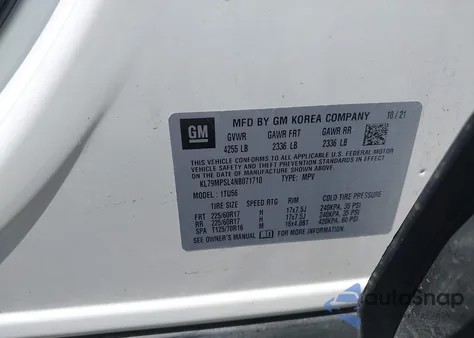 GM
MFD BY GM KOREA COMPANY 10/21
GVWR GAWR FRT GAWR RR
4255 LB 2336 LB 2336 LB
THIS VEHICLE CONFORMS TO ALL APPLICABLE U.S. FEDERAL MOTOR
VEHICLE SAFETY AND THEFT PREVENTION STANDARDS IN EFFECT
ON THE DATE OF MANUFACTURE SHOWN ABOVE.
KL79MPSL4NB071710 TYPE: MPV
MODEL: 1TU56
TIRE SIZE SPEED RTG RIM COLD TIRE PRESSURE
FRT 225/60R17 H 17x7.5J 240KPA, 35 PSI
RR 225/60R17 H 17x7.5J 240KPA, 35 PSI
SPA T125/70R16 M 16x4.0BT 420KPA, 60 PSI
SEE OWNER'S MANUAL
autoSnap